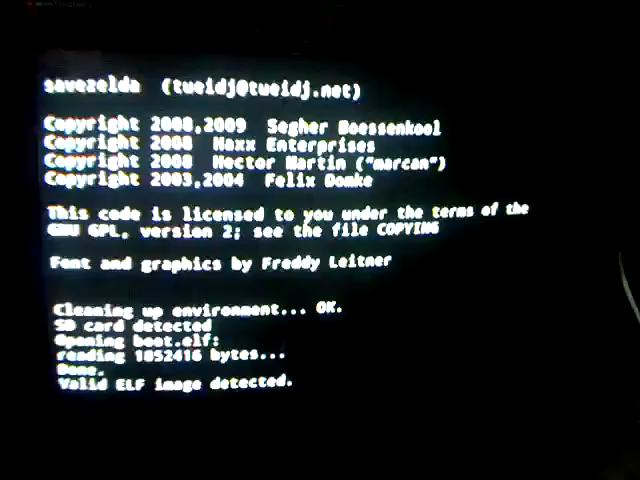 savezelda (tueidj@tueidj.net)
Copyright 2008,2009 Segher Boessenkool
Copyright 2008 Haxx Enterprises
Copyright 2008 Hector Martin ("marcan")
Copyright 2003,2004 Felix Domke
This code is licensed to you under the terms of the
GNU GPL, version 2; see the file COPYING
Font and graphics by Freddy Leitner
Cleaning up environment... OK.
SD card detected
Opening boot.elf:
reading 1852416 bytes...
Done.
Valid ELF image detected.